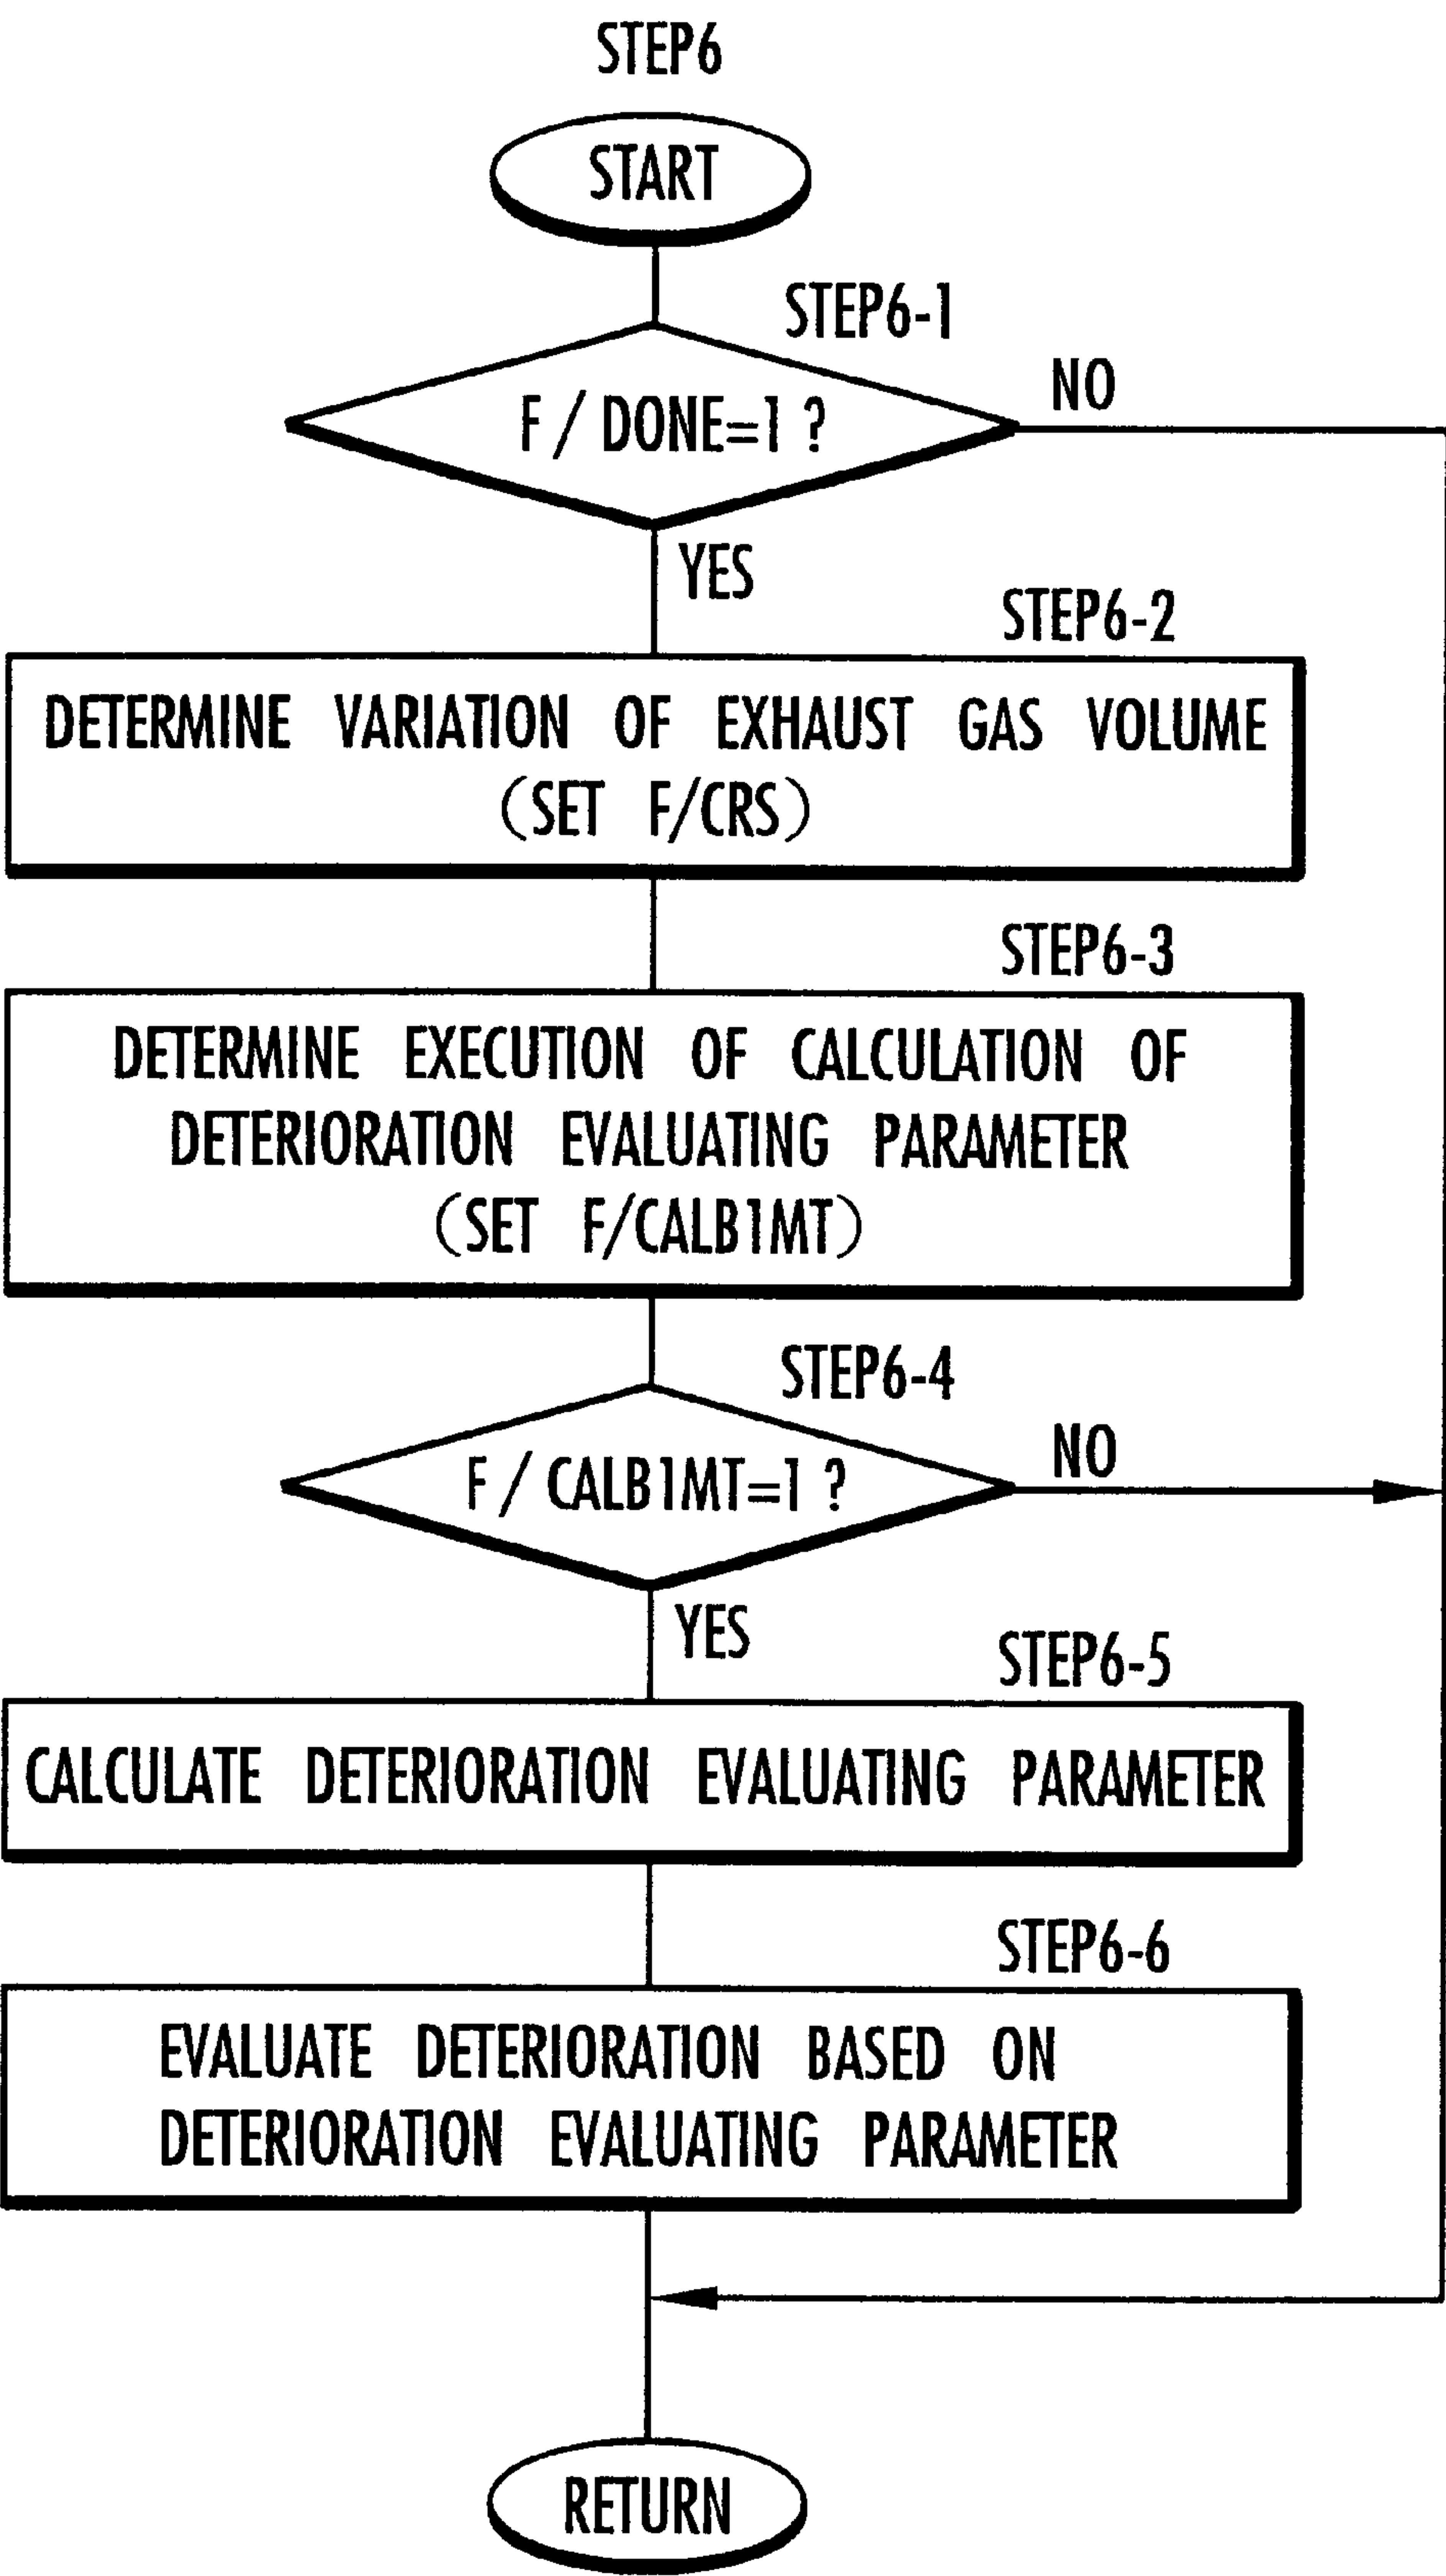 STEP6
START
STEP6-1
F / DONE=1 ?
NO
YES
STEP6-2
DETERMINE VARIATION OF EXHAUST GAS VOLUME
(SET F/CRS)
STEP6-3
DETERMINE EXECUTION OF CALCULATION OF
DETERIORATION EVALUATING PARAMETER
(SET F/CALB1MT)
STEP6-4
F / CALB1MT=1 ?
NO
YES
STEP6-5
CALCULATE DETERIORATION EVALUATING PARAMETER
STEP6-6
EVALUATE DETERIORATION BASED ON
DETERIORATION EVALUATING PARAMETER
RETURN